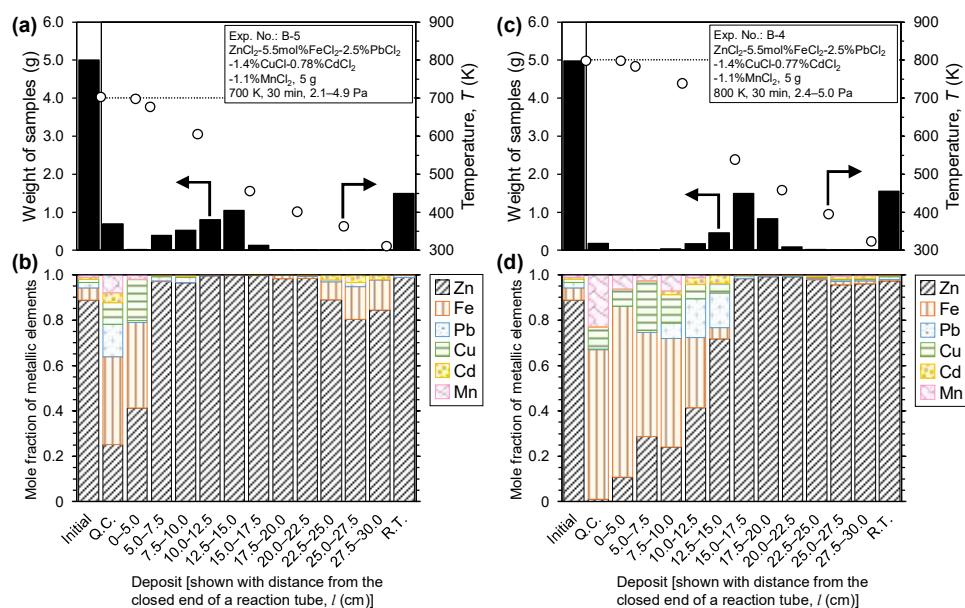 (a)
Weight of samples (g)
6.0
5.0
4.0
3.0
2.0
1.0
0
Exp. No.: B-5
ZnCl2-5.5mol%FeCl2-2.5%PbCl2
-1.4%CuCl-0.78%CdCl2
-1.1%MnCl2, 5 g
700 K, 30 min, 2.1–4.9 Pa
900
800
700
600
500
400
300
Temperature, T (K)
(b)
Mole fraction of metallic elements
1.0
0.8
0.6
0.4
0.2
0
Zn
Fe
Pb
Cu
Cd
Mn
Initial
Q.C.
0–5.0
5.0–7.5
7.5–10.0
10.0–12.5
12.5–15.0
15.0–17.5
17.5–20.0
20.0–22.5
22.5–25.0
25.0–27.5
27.5–30.0
R.T.
Deposit [shown with distance from the
closed end of a reaction tube, l (cm)]
(c)
Weight of samples (g)
6.0
5.0
4.0
3.0
2.0
1.0
0
Exp. No.: B-4
ZnCl2-5.5mol%FeCl2-2.5%PbCl2
-1.4%CuCl-0.77%CdCl2
-1.1%MnCl2, 5 g
800 K, 30 min, 2.4–5.0 Pa
900
800
700
600
500
400
300
Temperature, T (K)
(d)
Mole fraction of metallic elements
1.0
0.8
0.6
0.4
0.2
0
Zn
Fe
Pb
Cu
Cd
Mn
Initial
Q.C.
0–5.0
5.0–7.5
7.5–10.0
10.0–12.5
12.5–15.0
15.0–17.5
17.5–20.0
20.0–22.5
22.5–25.0
25.0–27.5
27.5–30.0
R.T.
Deposit [shown with distance from the
closed end of a reaction tube, l (cm)]